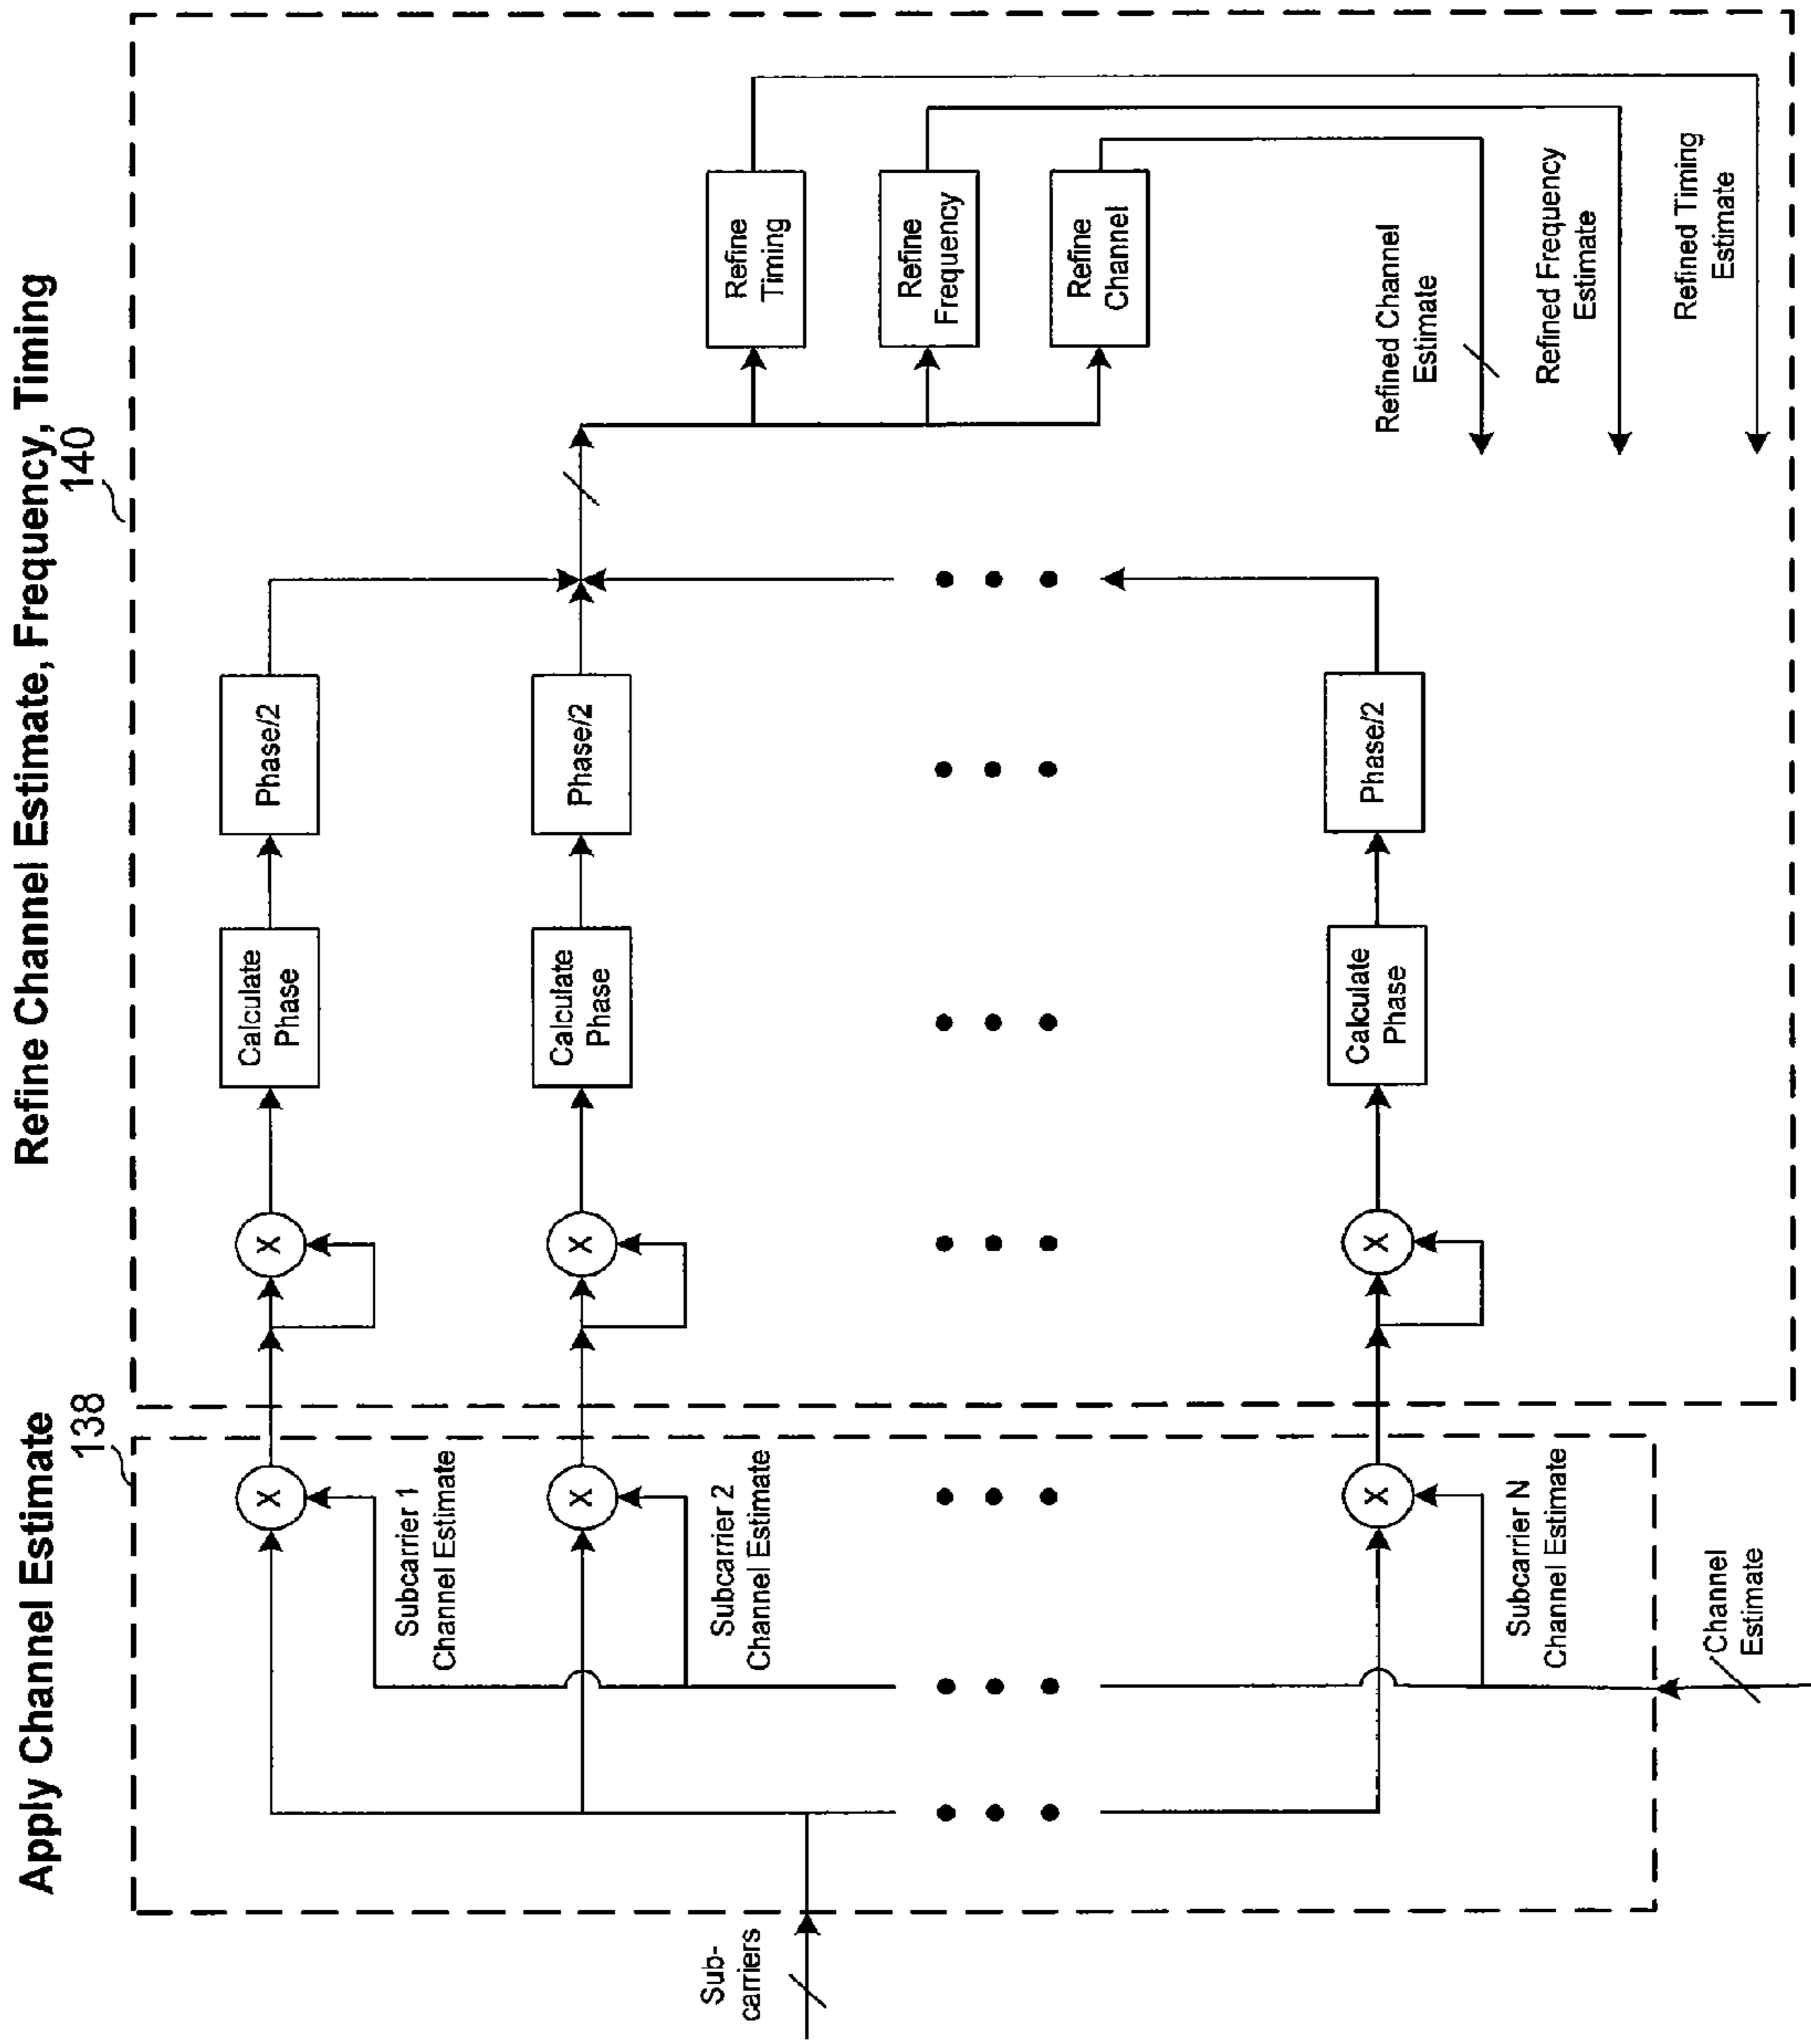 Apply Channel Estimate
Refine Channel Estimate, Frequency, Timing
138
140
X
X
Calculate
Phase
Phase/2
Subcarrier 1
Channel Estimate
X
X
Calculate
Phase
Phase/2
Subcarrier 2
Channel Estimate
Refine
Timing
Sub-
carriers
Refine
Frequency
Refine
Channel
X
X
Calculate
Phase
Phase/2
Subcarrier N
Channel Estimate
Refined Channel
Estimate
Refined Frequency
Estimate
Refined Timing
Estimate
Channel
Estimate